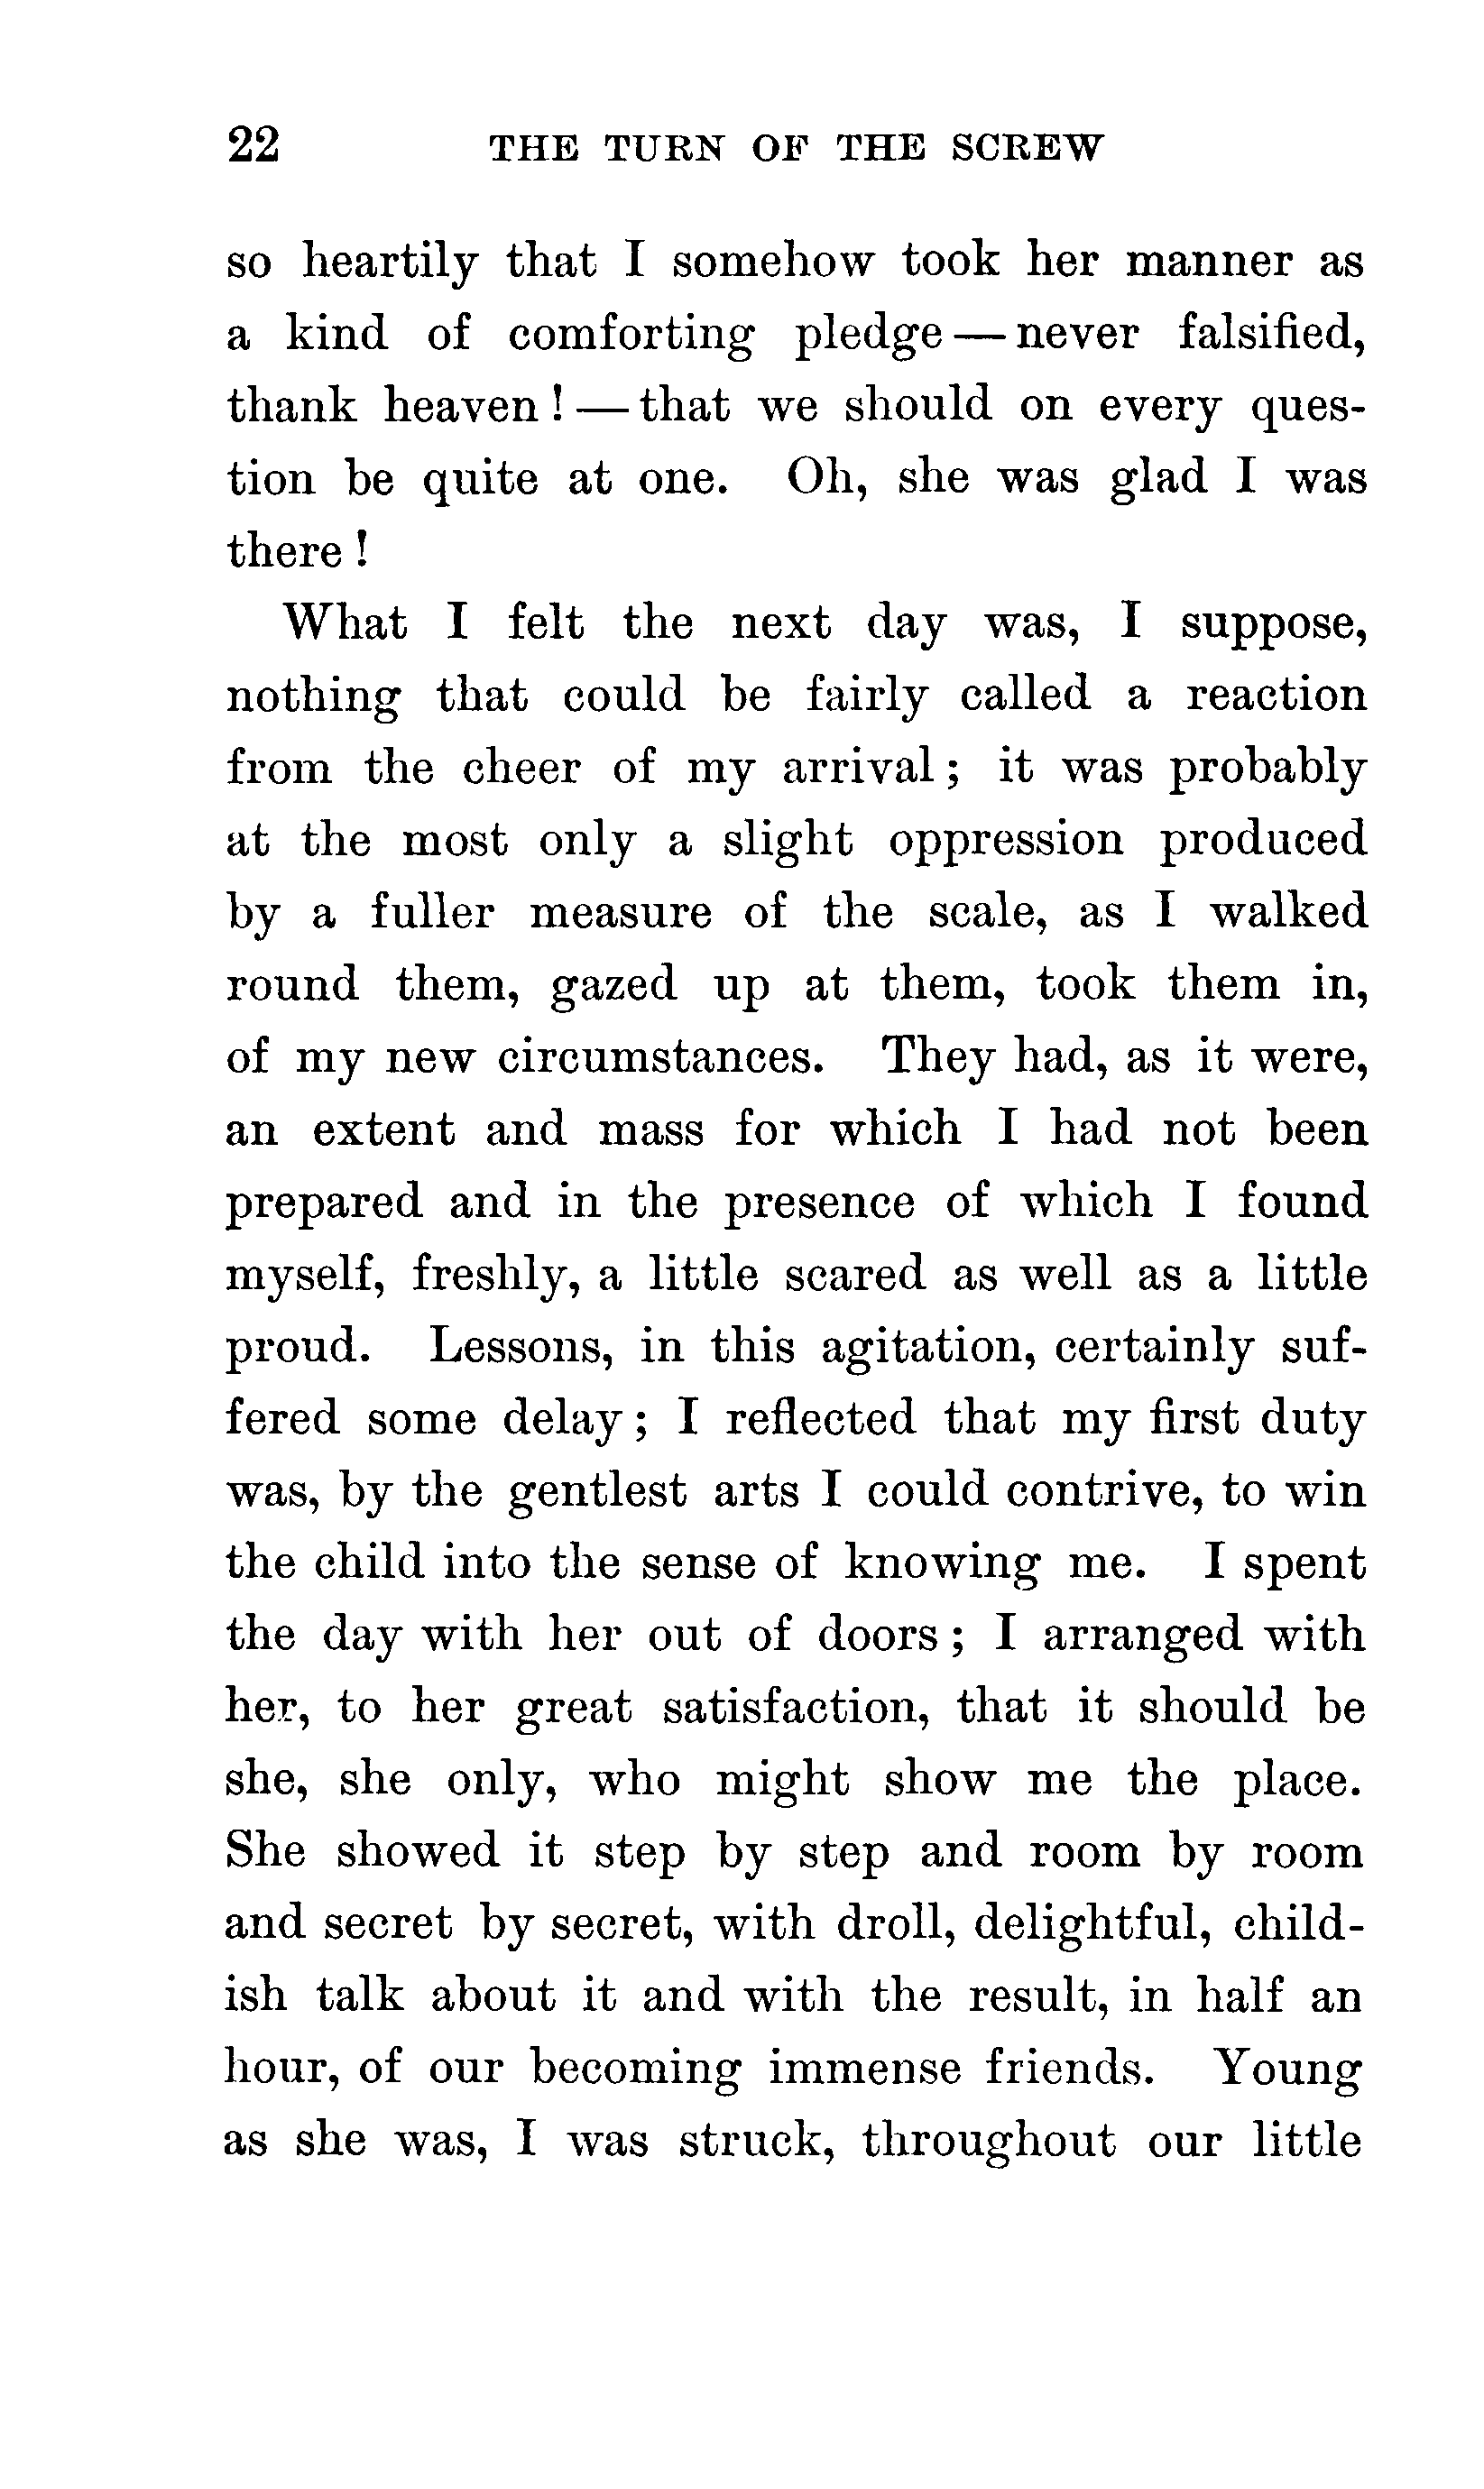 22 THE TURN OF THE SCREW
so heartily that I somehow took her manner as
a kind of comforting pledge — never falsified,
thank heaven ! — that we should on every ques-
tion be quite at one. Oh, she was glad I was
there !
What I felt the next day was, I suppose,
nothing that could be fairly called a reaction
from the cheer of my arrival ; it was probably
at the most only a slight oppression produced
by a fuller measure of the scale, as I walked
round them, gazed up at them, took them in,
of my new circumstances. They had, as it were,
an extent and mass for which I had not been
prepared and in the presence of which I found
myself, freshly, a little scared as well as a little
proud. Lessons, in this agitation, certainly suf-
fered some delay ; I reflected that my first duty
was, by the gentlest arts I could contrive, to win
the child into the sense of knowing me. I spent
the day with her out of doors ; I arranged with
her, to her great satisfaction, that it should be
she, she only, who might show me the place.
She showed it step by step and room by room
and secret by secret, with droll, delightful, child-
ish talk about it and with the result, in half an
hour, of our becoming immense friends. Young
as she was, I was struck, throughout our little